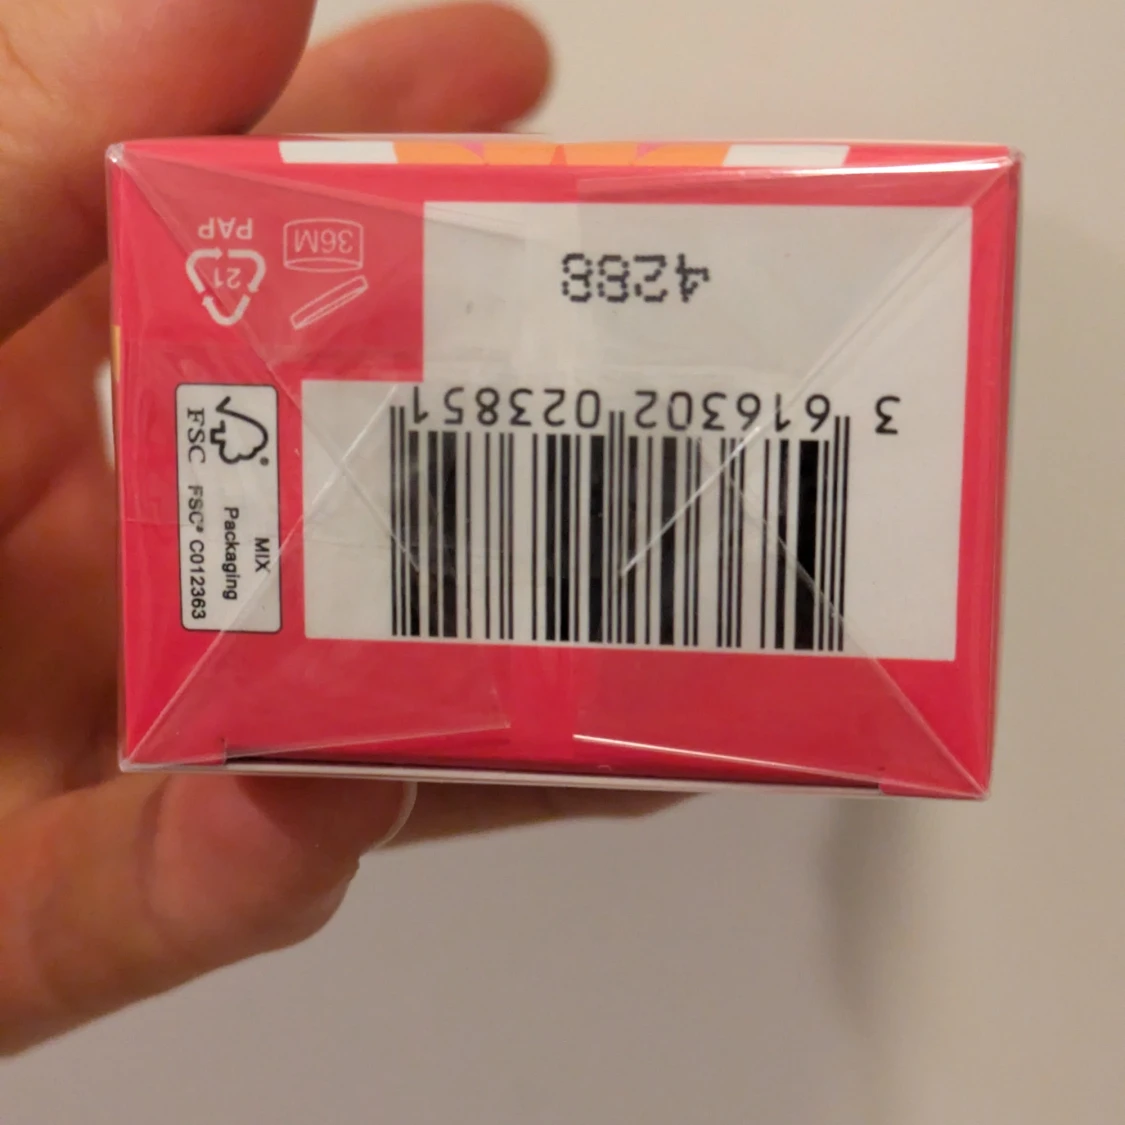 3 616302 023851
4288
FSC
MIX
Packaging
FSC® C012363
36M
21
PAP